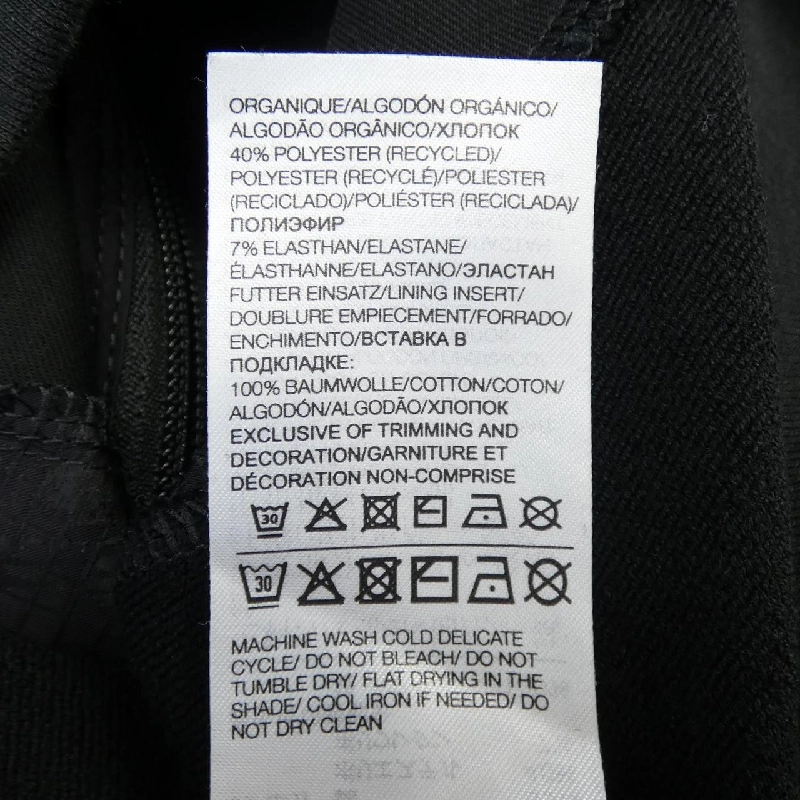 ORGANIQUE/ALGODÓN ORGÁNICO/
ALGODÃO ORGÂNICO/ХЛОПОК
40% POLYESTER (RECYCLED)/
POLYESTER (RECYCLÉ)/POLIESTER
(RECICLADO)/POLIÉSTER (RECICLADA)/
ПОЛИЭФИР
7% ELASTHAN/ELASTANE/
ÉLASTHANNE/ELASTANO/ЭЛАСТАН
FUTTER EINSATZ/LINING INSERT/
DOUBLURE EMPIECEMENT/FORRADO/
ENCHIMENTO/ВСТАВКА В
ПОДКЛАДКЕ:
100% BAUMWOLLE/COTTON/COTON/
ALGODÓN/ALGODÃO/ХЛОПОК
EXCLUSIVE OF TRIMMING AND
DECORATION/GARNITURE ET
DÉCORATION NON-COMPRISE
30
30
MACHINE WASH COLD DELICATE
CYCLE/ DO NOT BLEACH/ DO NOT
TUMBLE DRY/ FLAT DRYING IN THE
SHADE/ COOL IRON IF NEEDED/ DO
NOT DRY CLEAN